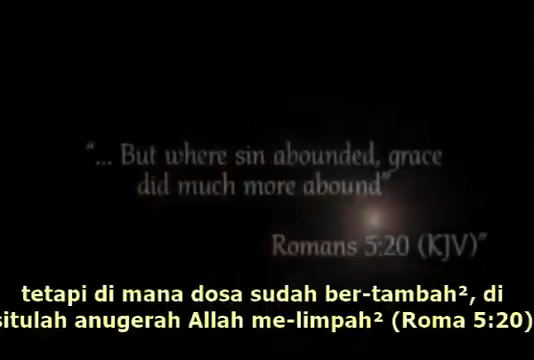 “... But where sin abounded, grace
did much more abound”
Romans 5:20 (KJV)”
tetapi di mana dosa sudah ber-tambah², di
situlah anugerah Allah me-limpah² (Roma 5:20)